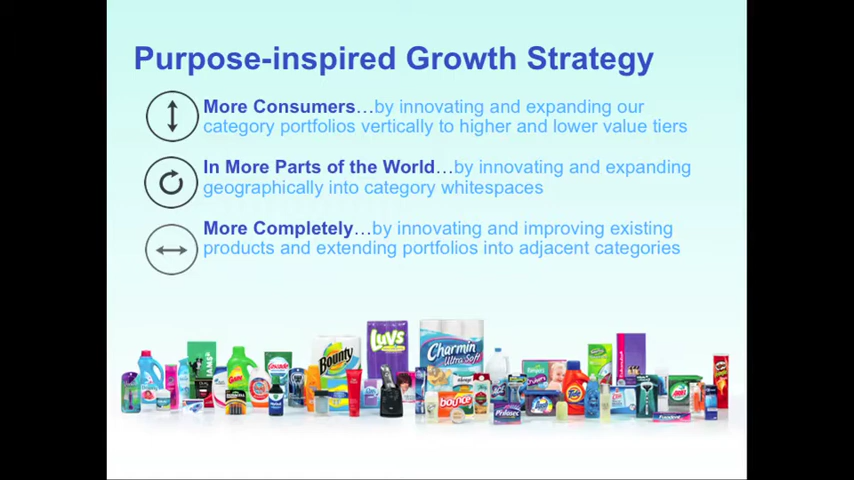 Purpose-inspired Growth Strategy
More Consumers…by innovating and expanding our
category portfolios vertically to higher and lower value tiers
In More Parts of the World…by innovating and expanding
geographically into category whitespaces
More Completely…by innovating and improving existing
products and extending portfolios into adjacent categories
Luvs
Bounty
Charmin
Ultra Soft
Gain
Cascade
Pampers
Tide
bounce
Prilosec
Pringles